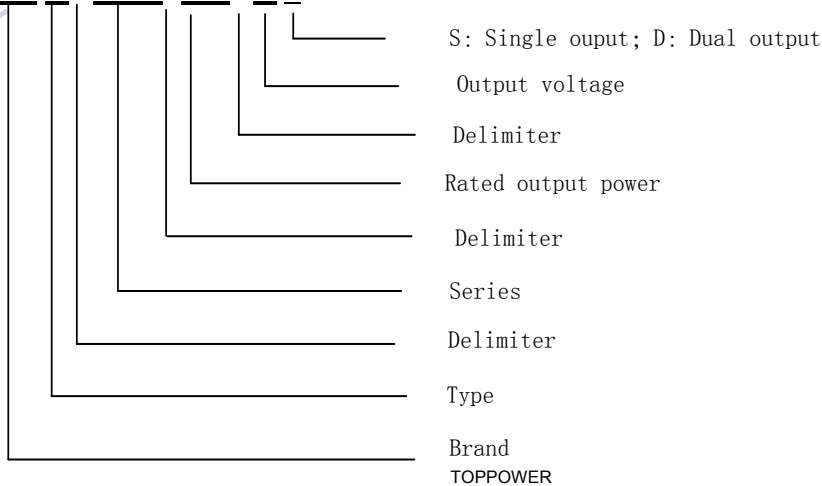 S: Single ouput; D: Dual output
Output voltage
Delimiter
Rated output power
Delimiter
Series
Delimiter
Type
Brand
TOPPOWER